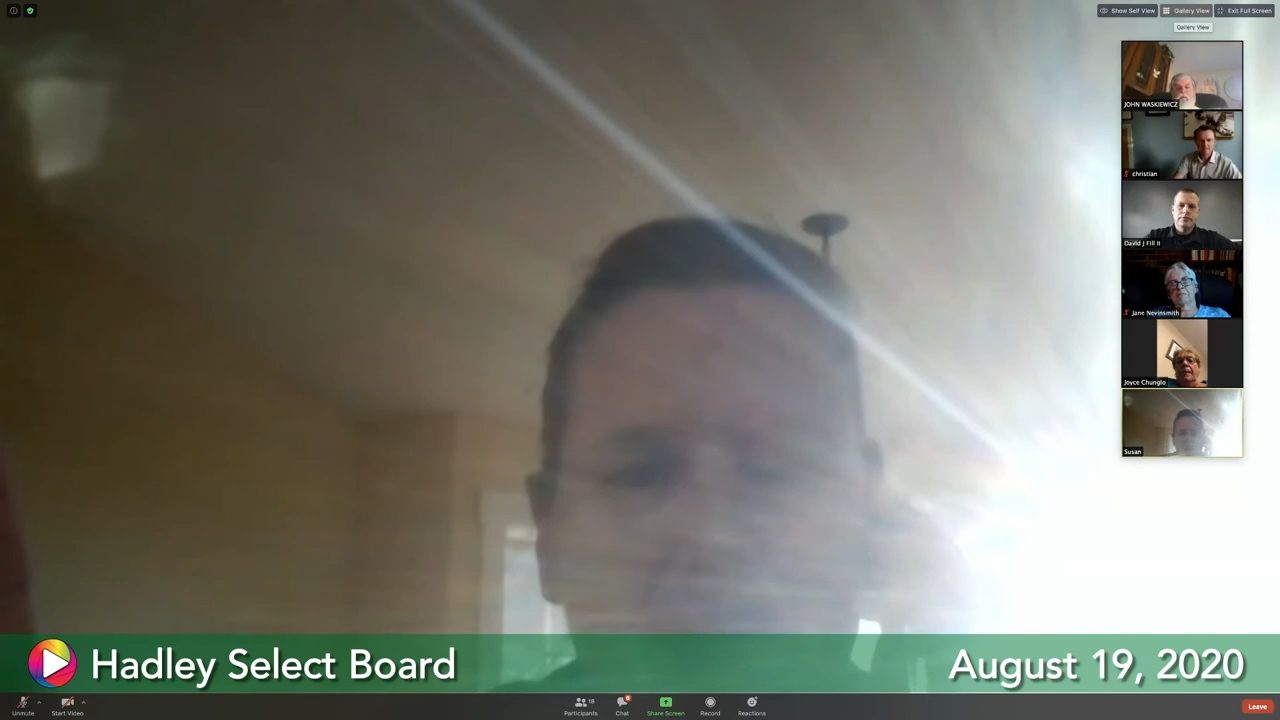 Show Self View
Gallery View
Exit Full Screen
Gallery View
JOHN WASKIEWICZ
christian
David J Fill II
Jane Nevinsmith
Joyce Chunglo
Susan
Hadley Select Board
August 19, 2020
Unmute
Start Video
Participants
18
Chat
Share Screen
Record
Reactions
Leave